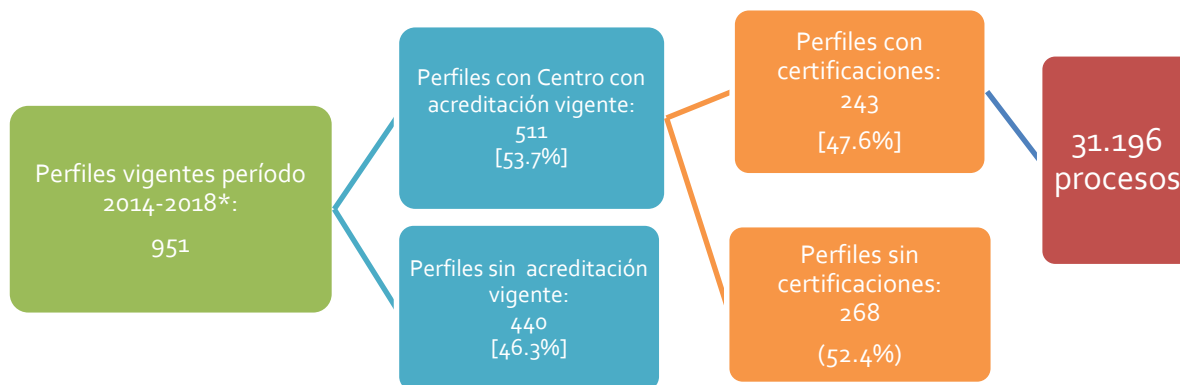 Perfiles vigentes período
2014-2018*:
951
Perfiles con Centro con
acreditación vigente:
511
[53.7%]
Perfiles sin acreditación
vigente:
440
[46.3%]
Perfiles con
certificaciones:
243
[47.6%]
Perfiles sin
certificaciones:
268
(52.4%)
31.196
procesos